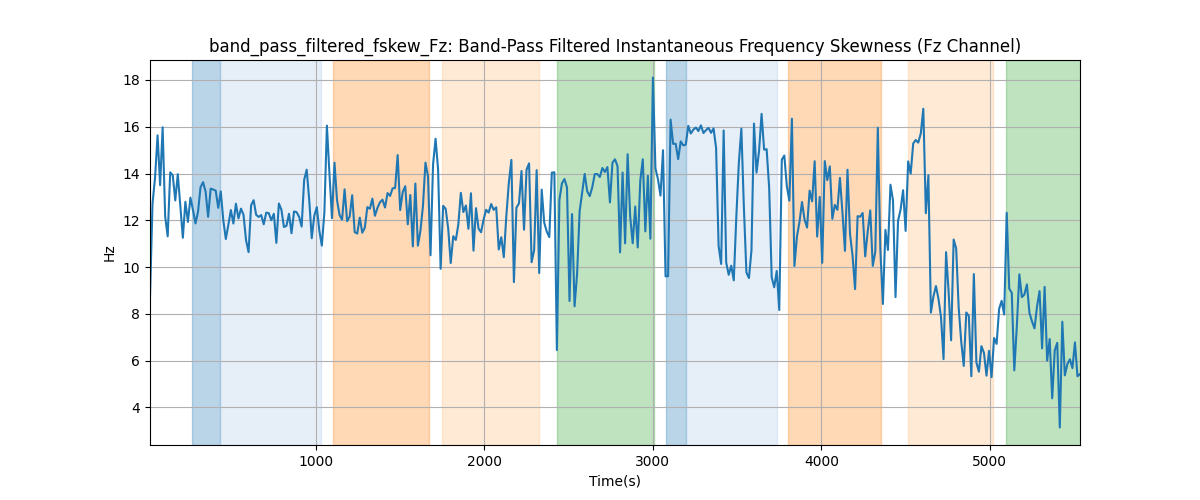 band_pass_filtered_fskew_Fz: Band-Pass Filtered Instantaneous Frequency Skewness (Fz Channel)
18
16
14
12
10
8
6
4
Hz
1000 2000 3000 4000 5000
Time(s)